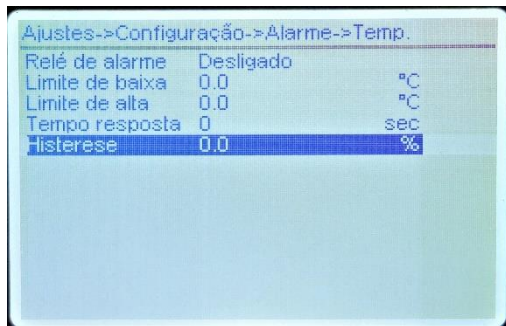 Ajustes->Configuração->Alarme->Temp.
Relé de alarme Desligado
Limite de baixa 0.0 °C
Limite de alta 0.0 °C
Tempo resposta 0 sec
Histerese 0.0 %